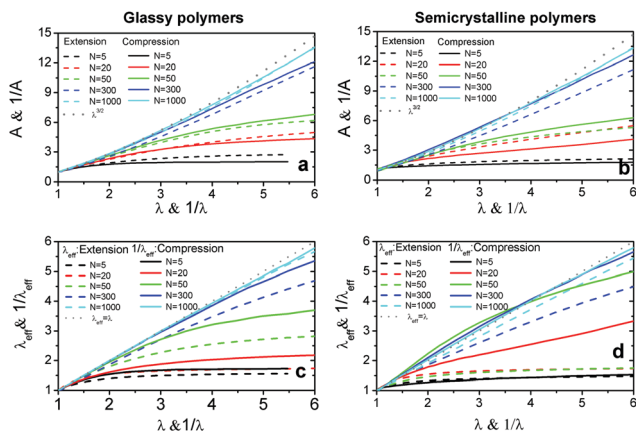 Glassy polymers
Semicrystalline polymers
A & 1/A
15
12
9
6
3
0
Extension Compression
N=5 N=5
N=20 N=20
N=50 N=50
N=300 N=300
N=1000 N=1000
λ^3/2
a
1 2 3 4 5 6
λ & 1/λ
A & 1/A
15
12
9
6
3
0
Extension Compression
N=5 N=5
N=20 N=20
N=50 N=50
N=300 N=300
N=1000 N=1000
λ^3/2
b
1 2 3 4 5 6
λ & 1/λ
λeff & 1/λeff
6
5
4
3
2
1
λeff:Extension 1/λeff:Compression
N=5 N=5
N=20 N=20
N=50 N=50
N=300 N=300
N=1000 N=1000
λeff=λ
c
1 2 3 4 5 6
λ &1/λ
λeff & 1/λeff
6
5
4
3
2
1
λeff:Extension 1/λeff:Compression
N=5 N=5
N=20 N=20
N=50 N=50
N=300 N=300
N=1000 N=1000
λeff=λ
d
1 2 3 4 5 6
λ & 1/λ